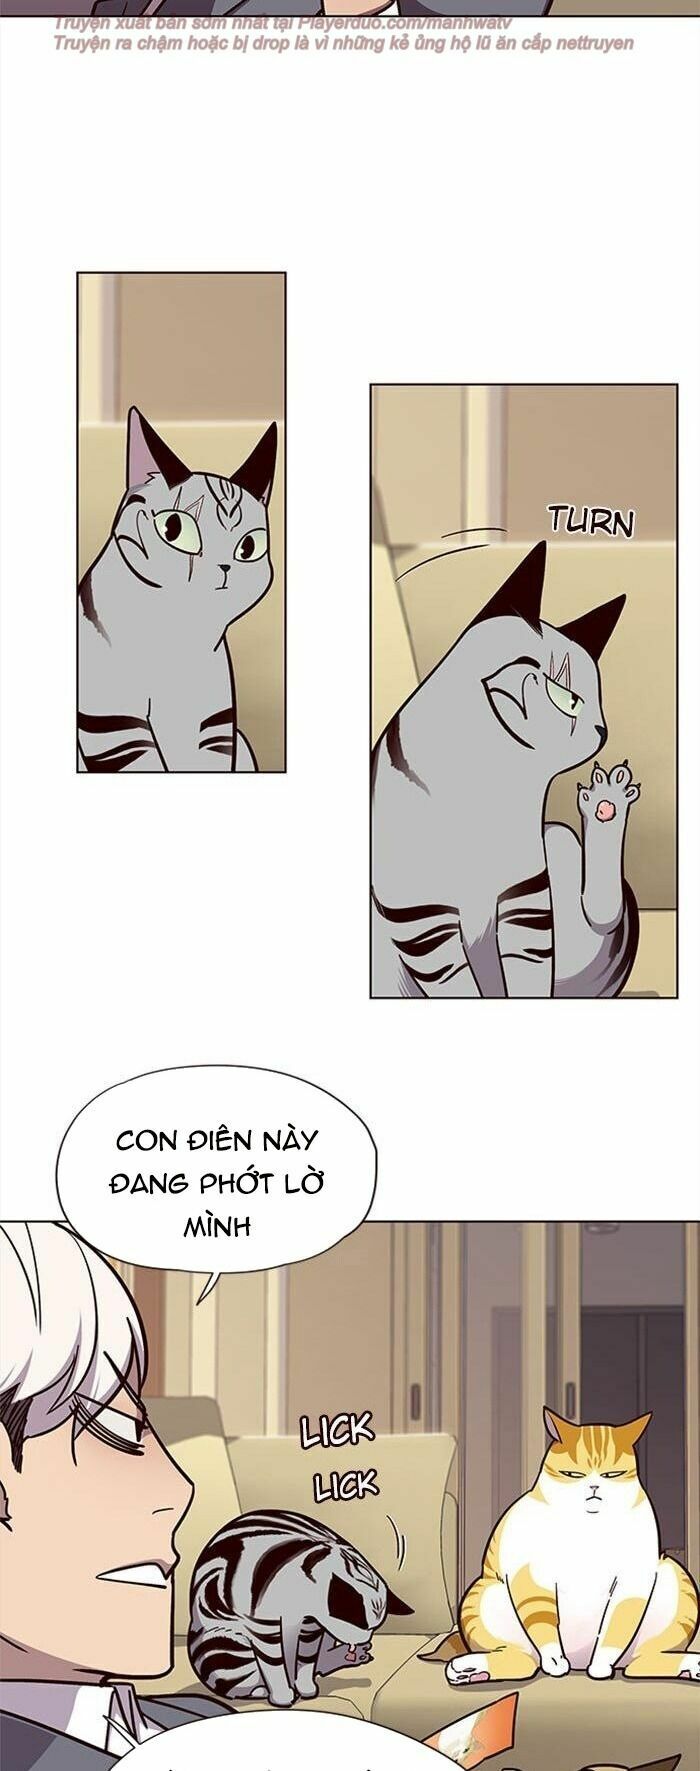 Truyện xuất bản sớm nhất tại Playerduo.com/manhwatv
Truyện ra chậm hoặc bị drop là vì những kẻ ủng hộ lũ ăn cắp nettruyen
TURN
CON ĐIÊN NÀY
ĐANG PHỚT LỜ
MÌNH
LICK
LICK